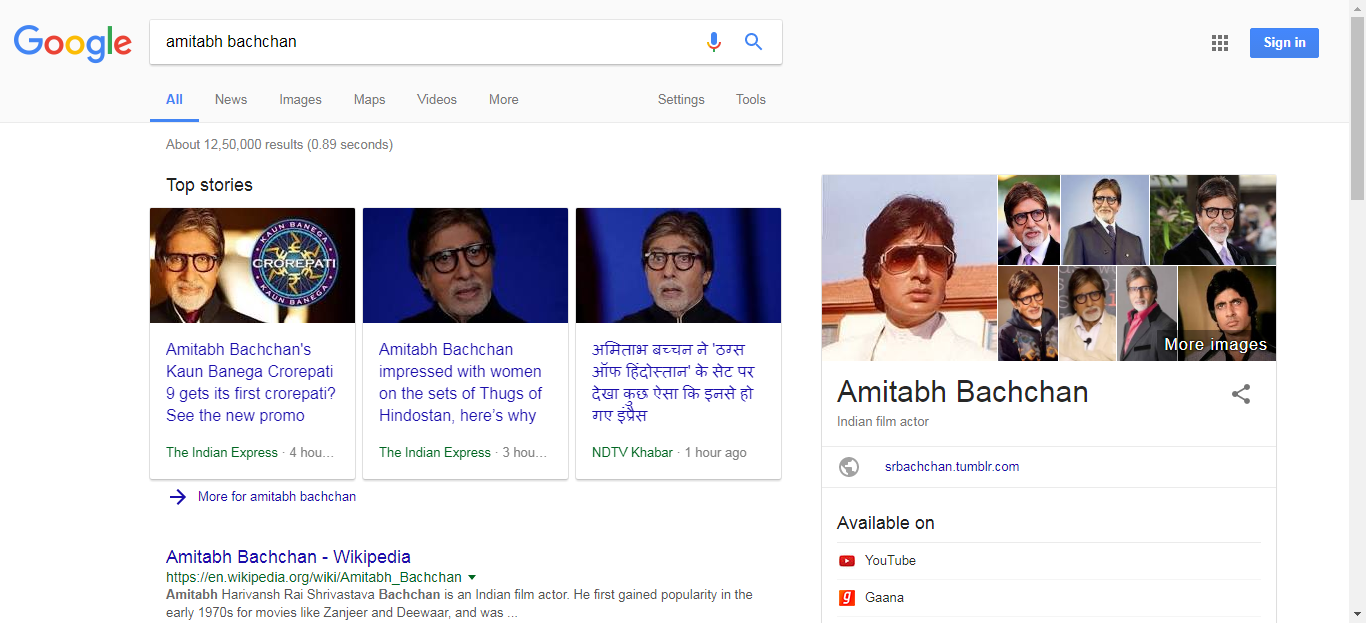 Google
amitabh bachchan
Sign in
All News Images Maps Videos More Settings Tools
About 12,50,000 results (0.89 seconds)
Top stories
KAUN BANEGA
CROREPATI
KAUN BANEGA
Amitabh Bachchan's
Kaun Banega Crorepati
9 gets its first crorepati?
See the new promo
The Indian Express · 4 hou...
Amitabh Bachchan
impressed with women
on the sets of Thugs of
Hindostan, here's why
The Indian Express · 3 hou...
अमिताभ बच्चन ने 'ठग्स
ऑफ हिंदोस्तान' के सेट पर
देखा कुछ ऐसा कि इनसे हो
गए इंप्रैस
NDTV Khabar · 1 hour ago
More for amitabh bachchan
Amitabh Bachchan - Wikipedia
https://en.wikipedia.org/wiki/Amitabh_Bachchan
Amitabh Harivansh Rai Shrivastava Bachchan is an Indian film actor. He first gained popularity in the
early 1970s for movies like Zanjeer and Deewaar, and was ...
More images
Amitabh Bachchan
Indian film actor
srbachchan.tumblr.com
Available on
YouTube
Gaana